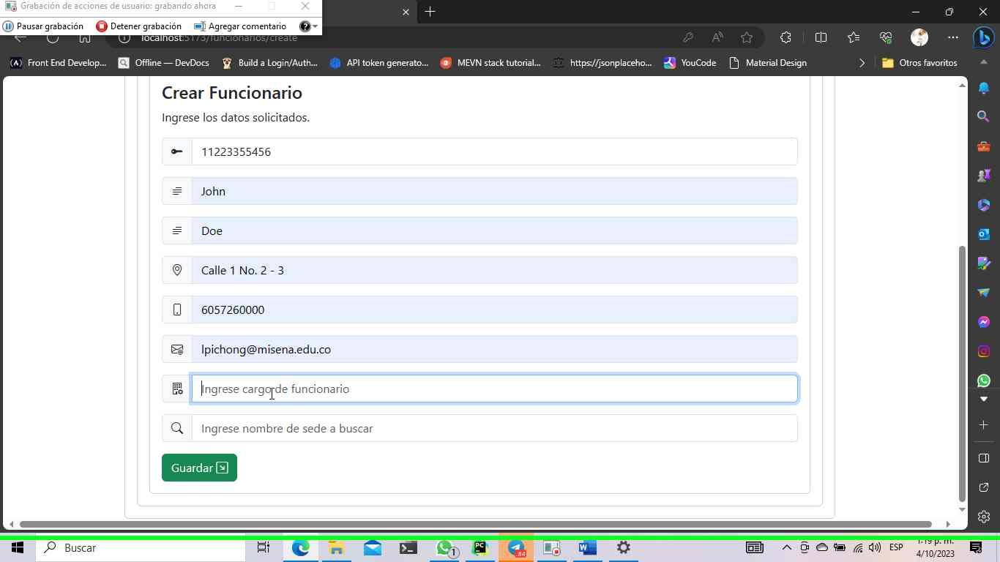 Grabación de acciones de usuario: grabando ahora
Pausar grabación
Detener grabación
Agregar comentario
localhost:5173/funcionarios/create
Front End Develop...
Offline — DevDocs
Build a Login/Auth...
API token generato...
MEVN stack tutorial...
https://jsonplaceho...
YouCode
Material Design
Otros favoritos
Crear Funcionario
Ingrese los datos solicitados.
11223355456
John
Doe
Calle 1 No. 2 - 3
6057260000
lpichong@misena.edu.co
Ingrese cargo de funcionario
Ingrese nombre de sede a buscar
Guardar
Buscar
1
PC
84
ESP
1:19 p. m.
4/10/2023